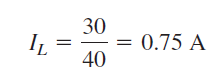 I_L = 30/40 = 0.75 A